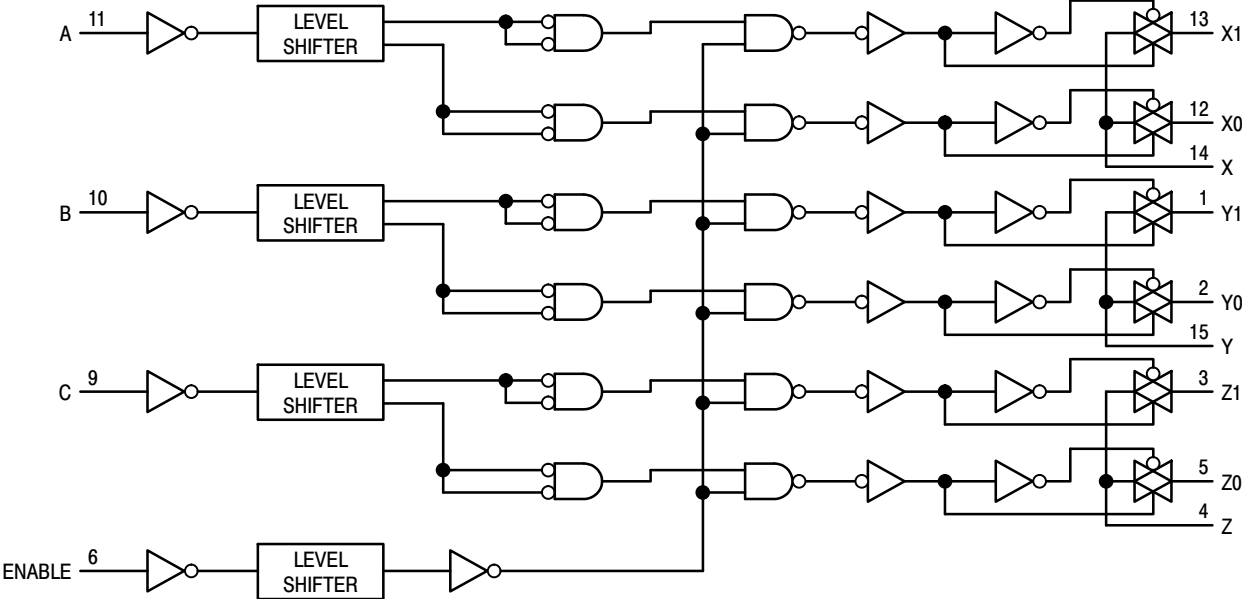 A 11 LEVEL SHIFTER 13 X1
12 X0
14 X
B 10 LEVEL SHIFTER 1 Y1
2 Y0
15 Y
C 9 LEVEL SHIFTER 3 Z1
5 Z0
4 Z
ENABLE 6 LEVEL SHIFTER